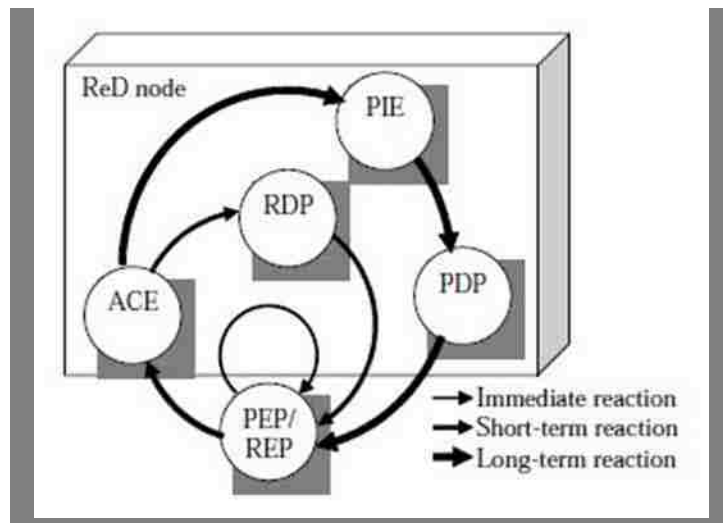 ReD node
PIE
RDP
PDP
ACE
PEP/
REP
Immediate reaction
Short-term reaction
Long-term reaction